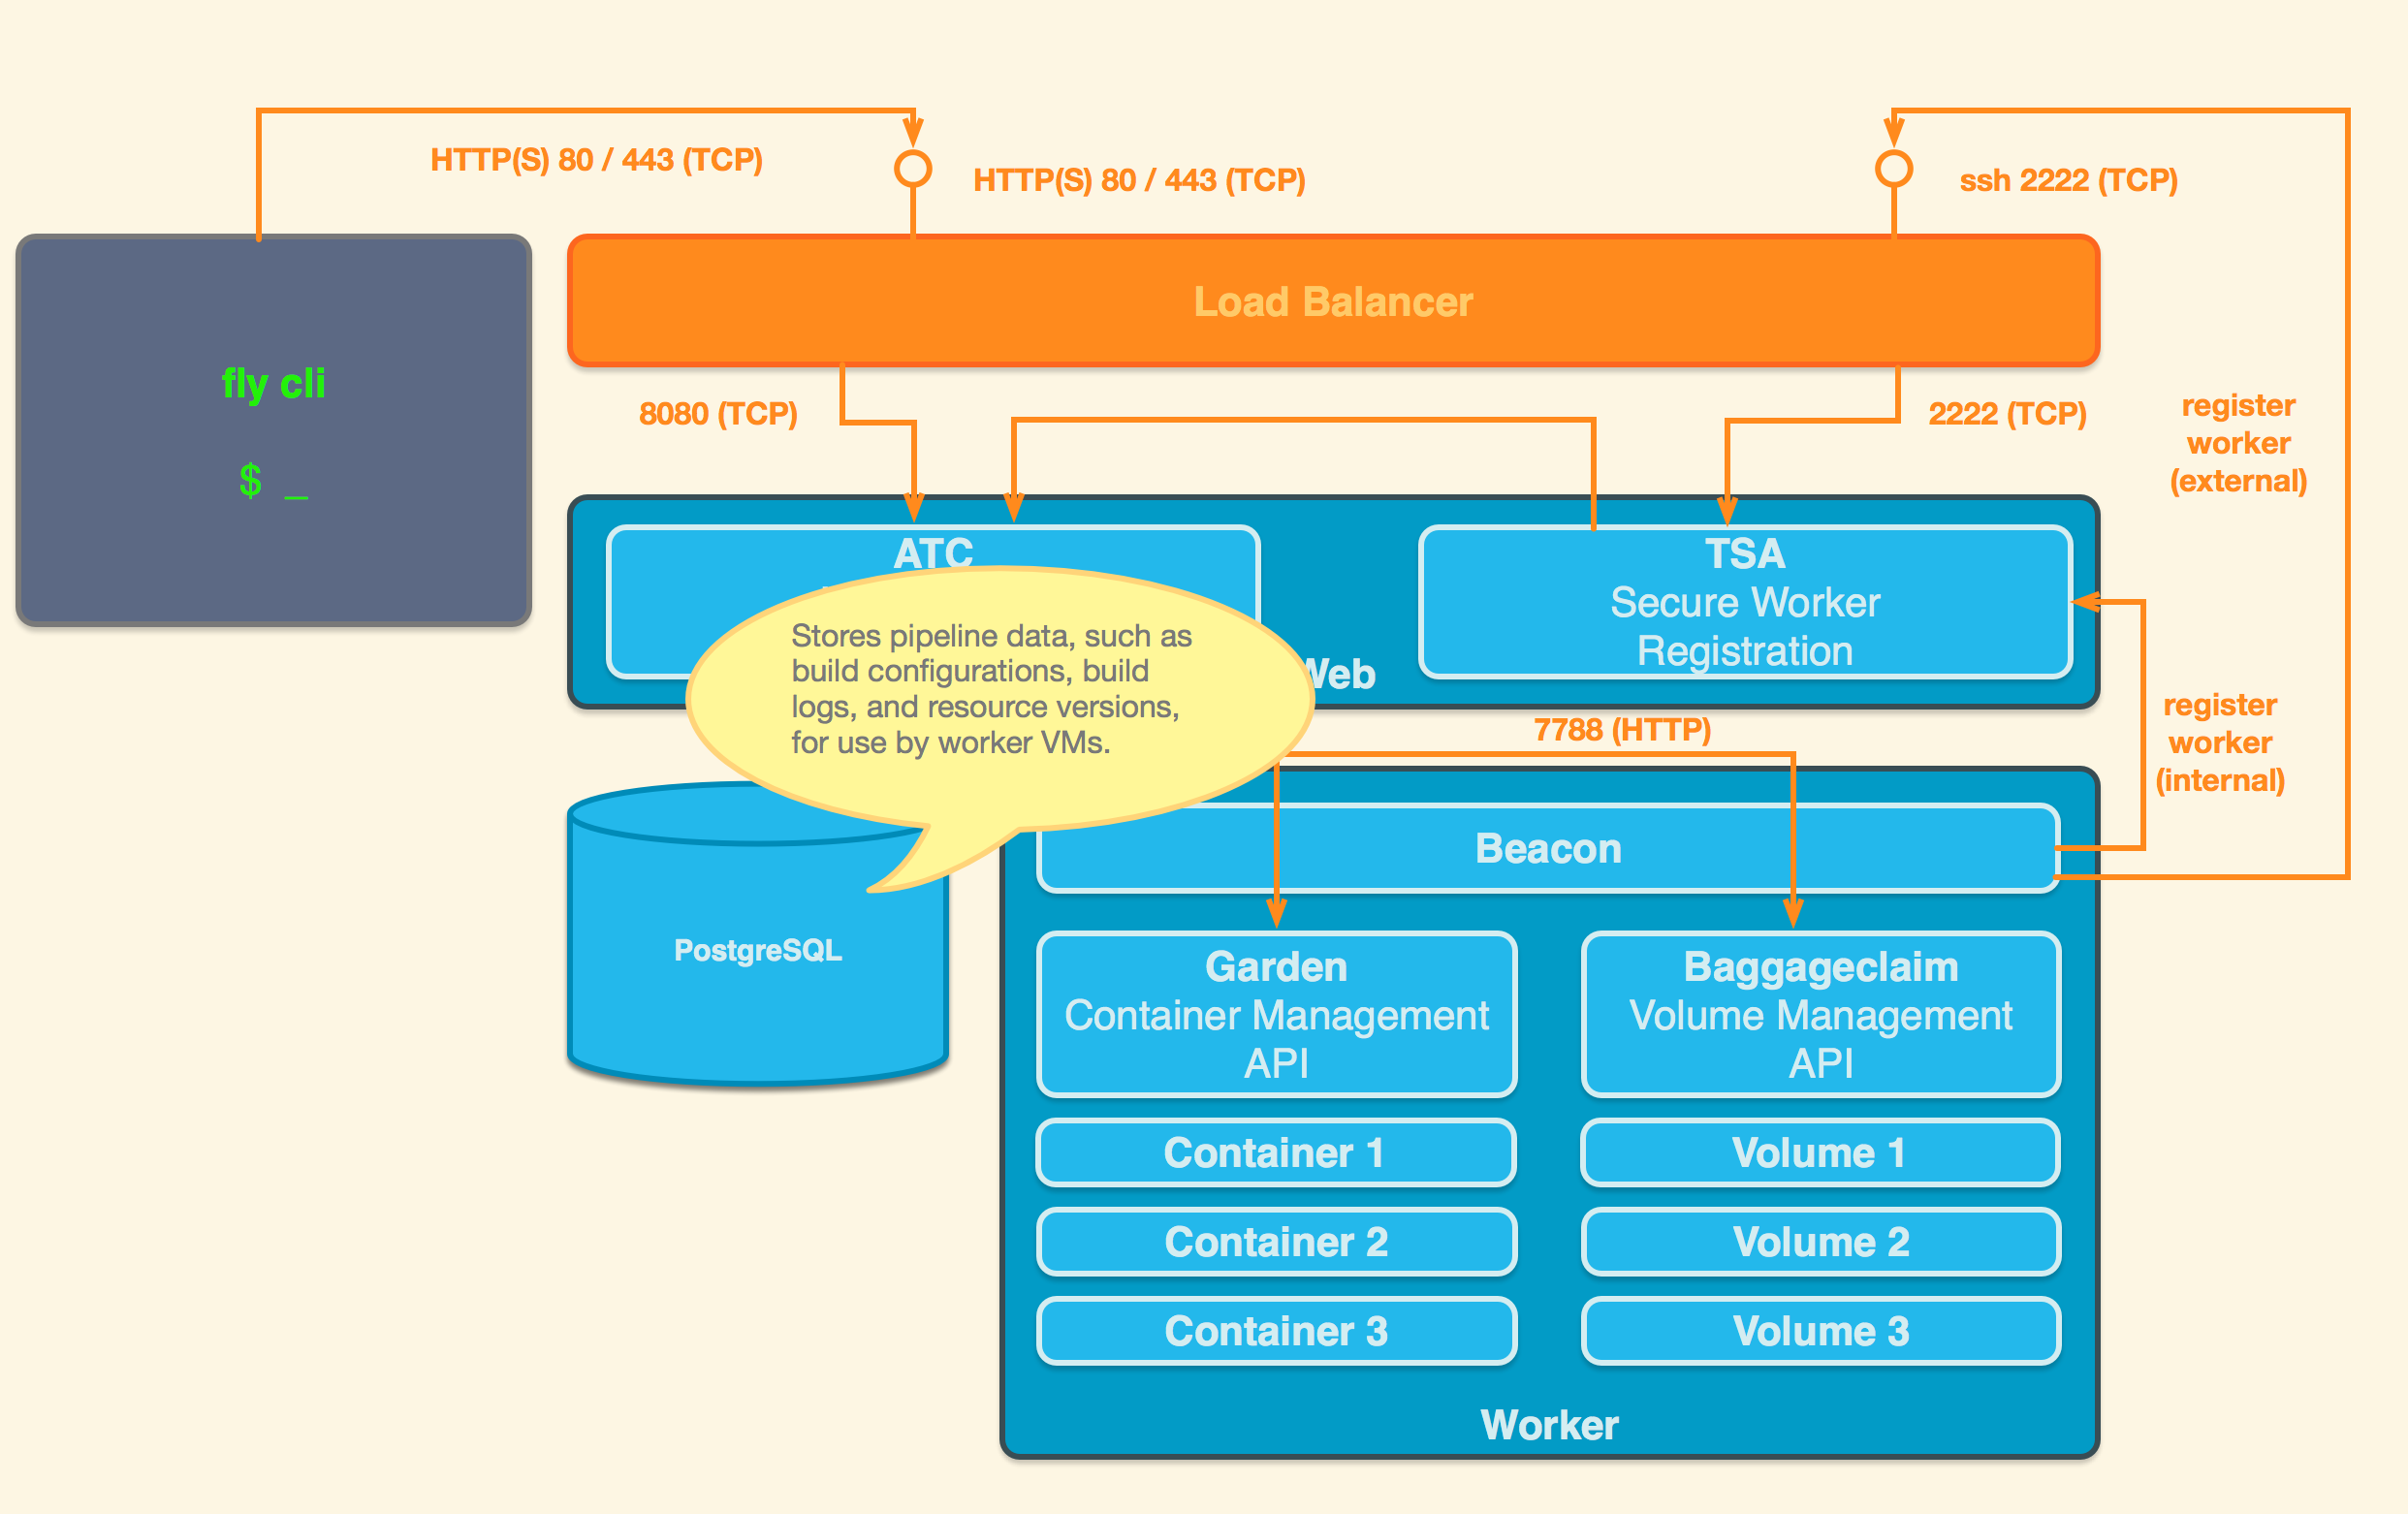 HTTP(S) 80 / 443 (TCP)
HTTP(S) 80 / 443 (TCP)
ssh 2222 (TCP)
Load Balancer
fly cli
$ _
8080 (TCP)
2222 (TCP)
register
worker
(external)
ATC
TSA
Secure Worker
Registration
Web
Stores pipeline data, such as
build configurations, build
logs, and resource versions,
for use by worker VMs.
7788 (HTTP)
register
worker
(internal)
Beacon
PostgreSQL
Garden
Container Management
API
Baggageclaim
Volume Management
API
Container 1
Volume 1
Container 2
Volume 2
Container 3
Volume 3
Worker